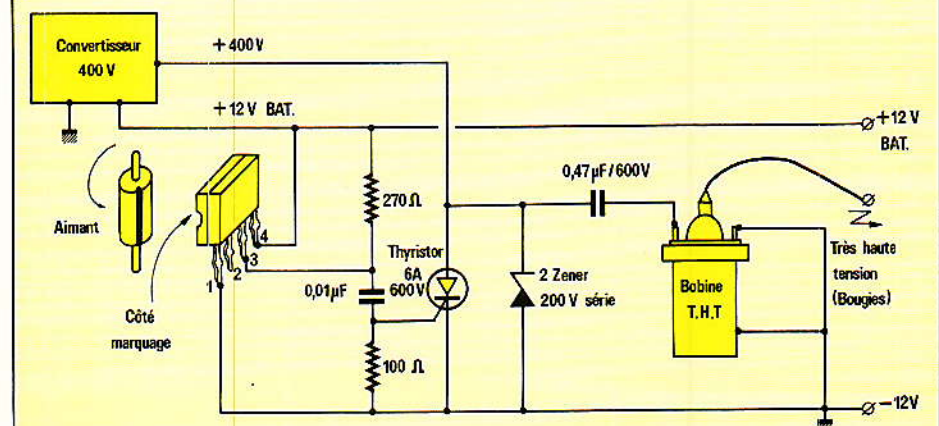 Convertisseur
400 V
+400V
+12 V BAT.
+12 V
BAT.
Aimant
Côté
marquage
1
2
3
4
270 Ω
0,01µF
100 Ω
Thyristor
6A
600V
2 Zener
200 V série
0,47µF/600V
Bobine
T.H.T
Très haute
tension
(Bougies)
−12V